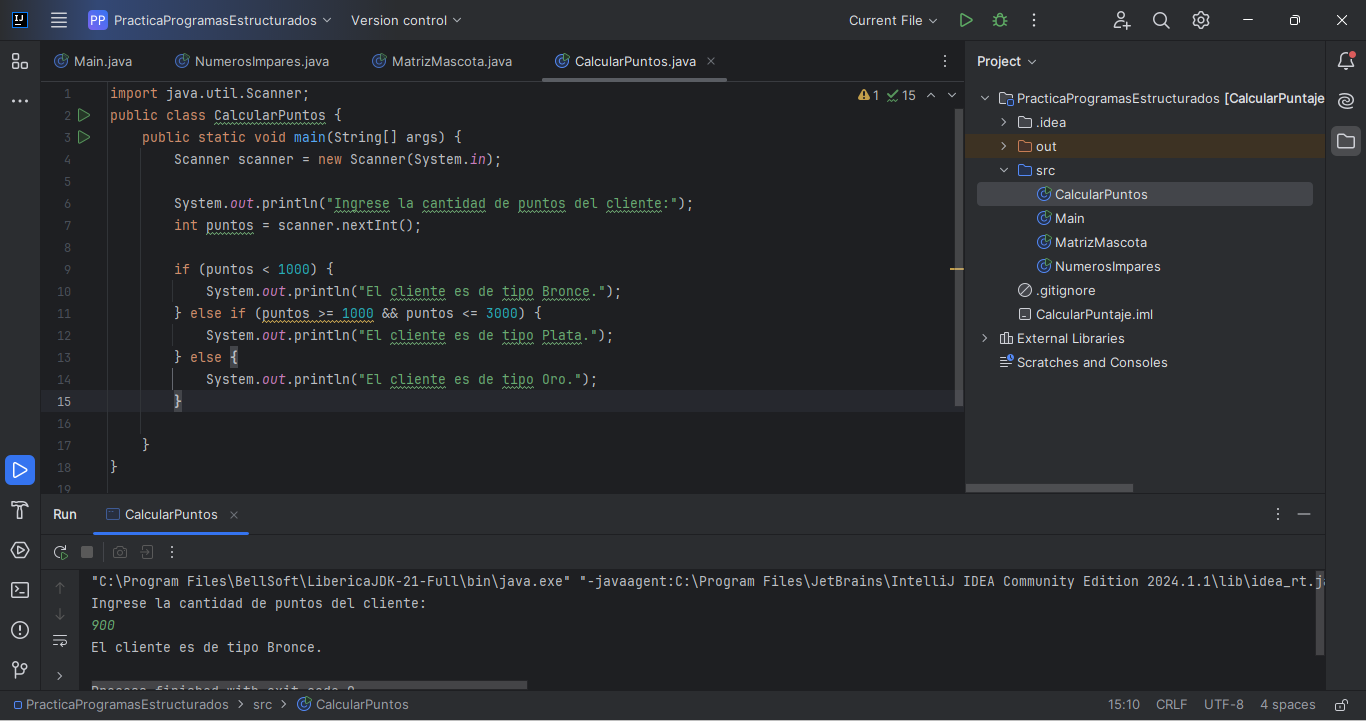 PP PracticaProgramasEstructurados Version control Current File
Main.java NumerosImpares.java MatrizMascota.java CalcularPuntos.java
Project
1 15
1 import java.util.Scanner;
2 public class CalcularPuntos {
3 public static void main(String[] args) {
4 Scanner scanner = new Scanner(System.in);
5
6 System.out.println("Ingrese la cantidad de puntos del cliente:");
7 int puntos = scanner.nextInt();
8
9 if (puntos < 1000) {
10 System.out.println("El cliente es de tipo Bronce.");
11 } else if (puntos >= 1000 && puntos <= 3000) {
12 System.out.println("El cliente es de tipo Plata.");
13 } else {
14 System.out.println("El cliente es de tipo Oro.");
15 }
16
17 }
18 }
19
PracticaProgramasEstructurados [CalcularPuntaje
.idea
out
src
CalcularPuntos
Main
MatrizMascota
NumerosImpares
.gitignore
CalcularPuntaje.iml
External Libraries
Scratches and Consoles
Run CalcularPuntos
"C:\Program Files\BellSoft\LibericaJDK-21-Full\bin\java.exe" "-javaagent:C:\Program Files\JetBrains\IntelliJ IDEA Community Edition 2024.1.1\lib\idea_rt.j
Ingrese la cantidad de puntos del cliente:
900
El cliente es de tipo Bronce.
Process finished with exit code 0
PracticaProgramasEstructurados > src > CalcularPuntos 15:10 CRLF UTF-8 4 spaces